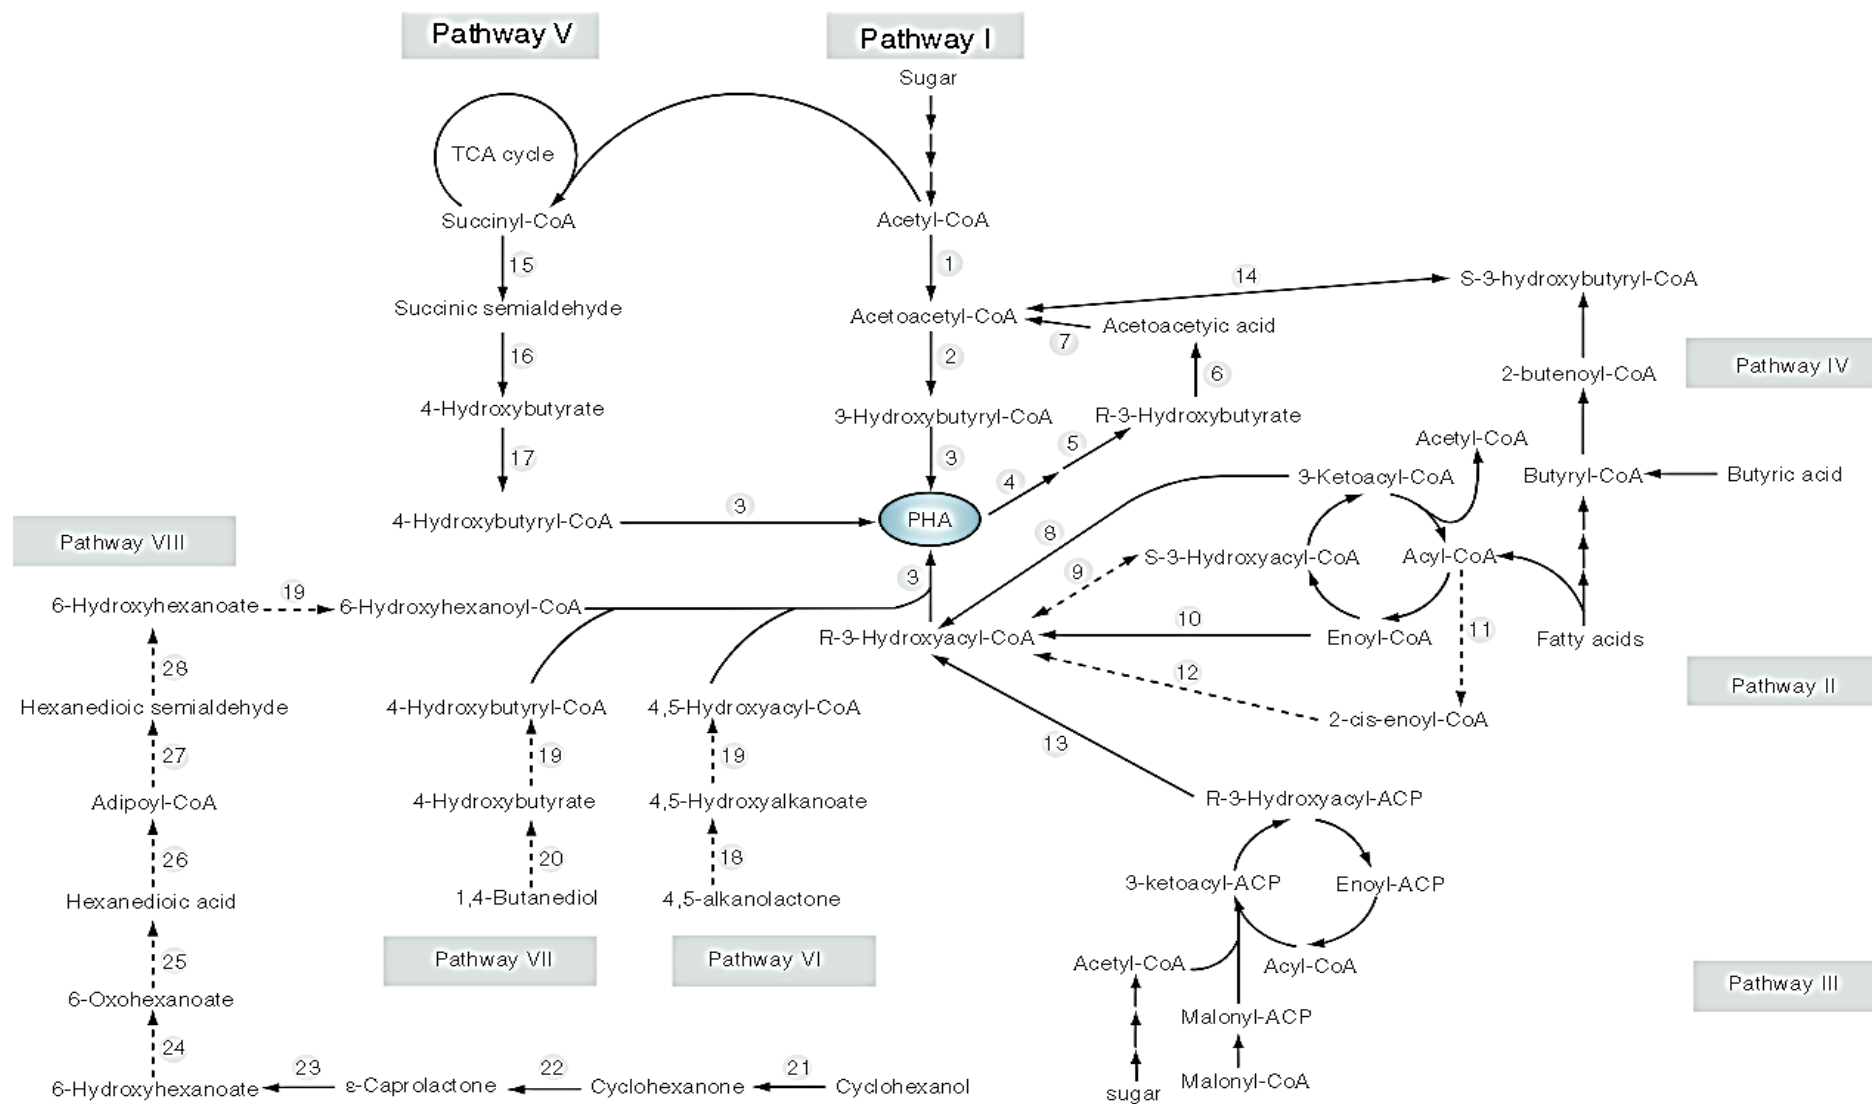 Pathway V
Pathway I
Sugar
TCA cycle
Succinyl-CoA
Acetyl-CoA
15
1
14
S-3-hydroxybutyryl-CoA
Succinic semialdehyde
Acetoacetyl-CoA
Acetoacetyic acid
7
16
2
6
Pathway IV
2-butenoyl-CoA
4-Hydroxybutyrate
3-Hydroxybutyryl-CoA
R-3-Hydroxybutyrate
5
Acetyl-CoA
17
3
4
3-Ketoacyl-CoA
Butyryl-CoA
Butyric acid
3
4-Hydroxybutyryl-CoA
PHA
8
Pathway VIII
S-3-Hydroxyacyl-CoA
Acyl-CoA
9
3
19
6-Hydroxyhexanoate
6-Hydroxyhexanoyl-CoA
10
11
R-3-Hydroxyacyl-CoA
Enoyl-CoA
Fatty acids
28
12
Pathway II
Hexanedioic semialdehyde
4-Hydroxybutyryl-CoA
4,5-Hydroxyacyl-CoA
2-cis-enoyl-CoA
27
19
19
13
Adipoyl-CoA
4-Hydroxybutyrate
4,5-Hydroxyalkanoate
R-3-Hydroxyacyl-ACP
26
20
18
3-ketoacyl-ACP
Enoyl-ACP
Hexanedioic acid
1,4-Butanediol
4,5-alkanolactone
25
Pathway VII
Pathway VI
Acetyl-CoA
Acyl-CoA
Pathway III
6-Oxohexanoate
Malonyl-ACP
24
23
22
21
6-Hydroxyhexanoate
ε-Caprolactone
Cyclohexanone
Cyclohexanol
sugar
Malonyl-CoA